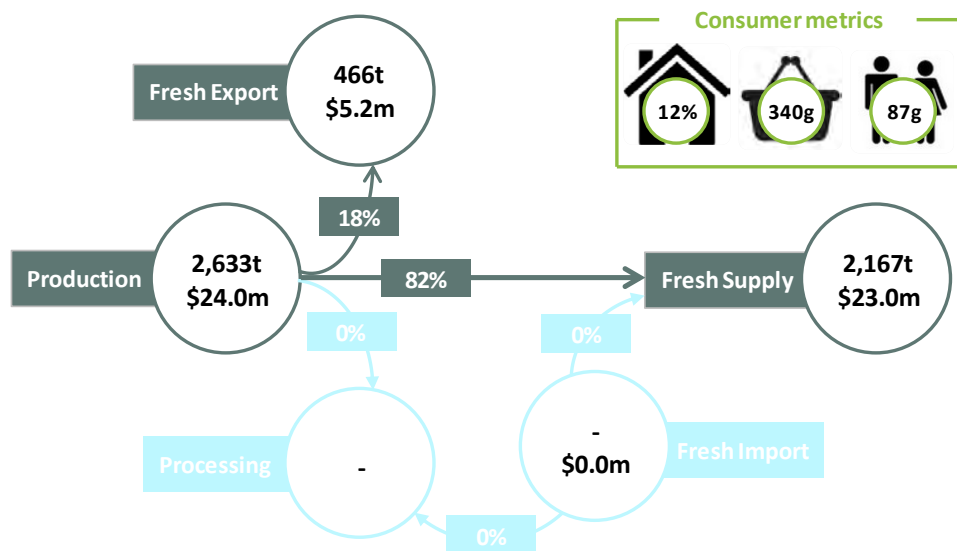 Consumer metrics
12%
340g
87g
Fresh Export
466t
$5.2m
18%
Production
2,633t
$24.0m
82%
Fresh Supply
2,167t
$23.0m
0%
0%
Processing
-
-
$0.0m
Fresh Import
0%